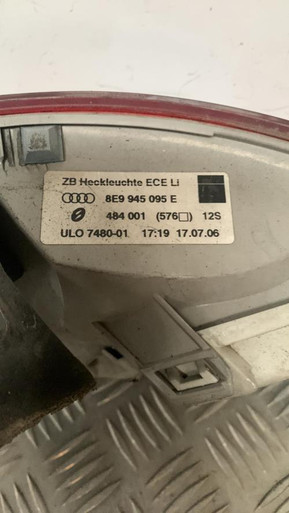 ZB Heckleuchte ECE LI
8E9 945 095 E
484 001 (576□) 12S
ULO 7480-01 17:19 17.07.06